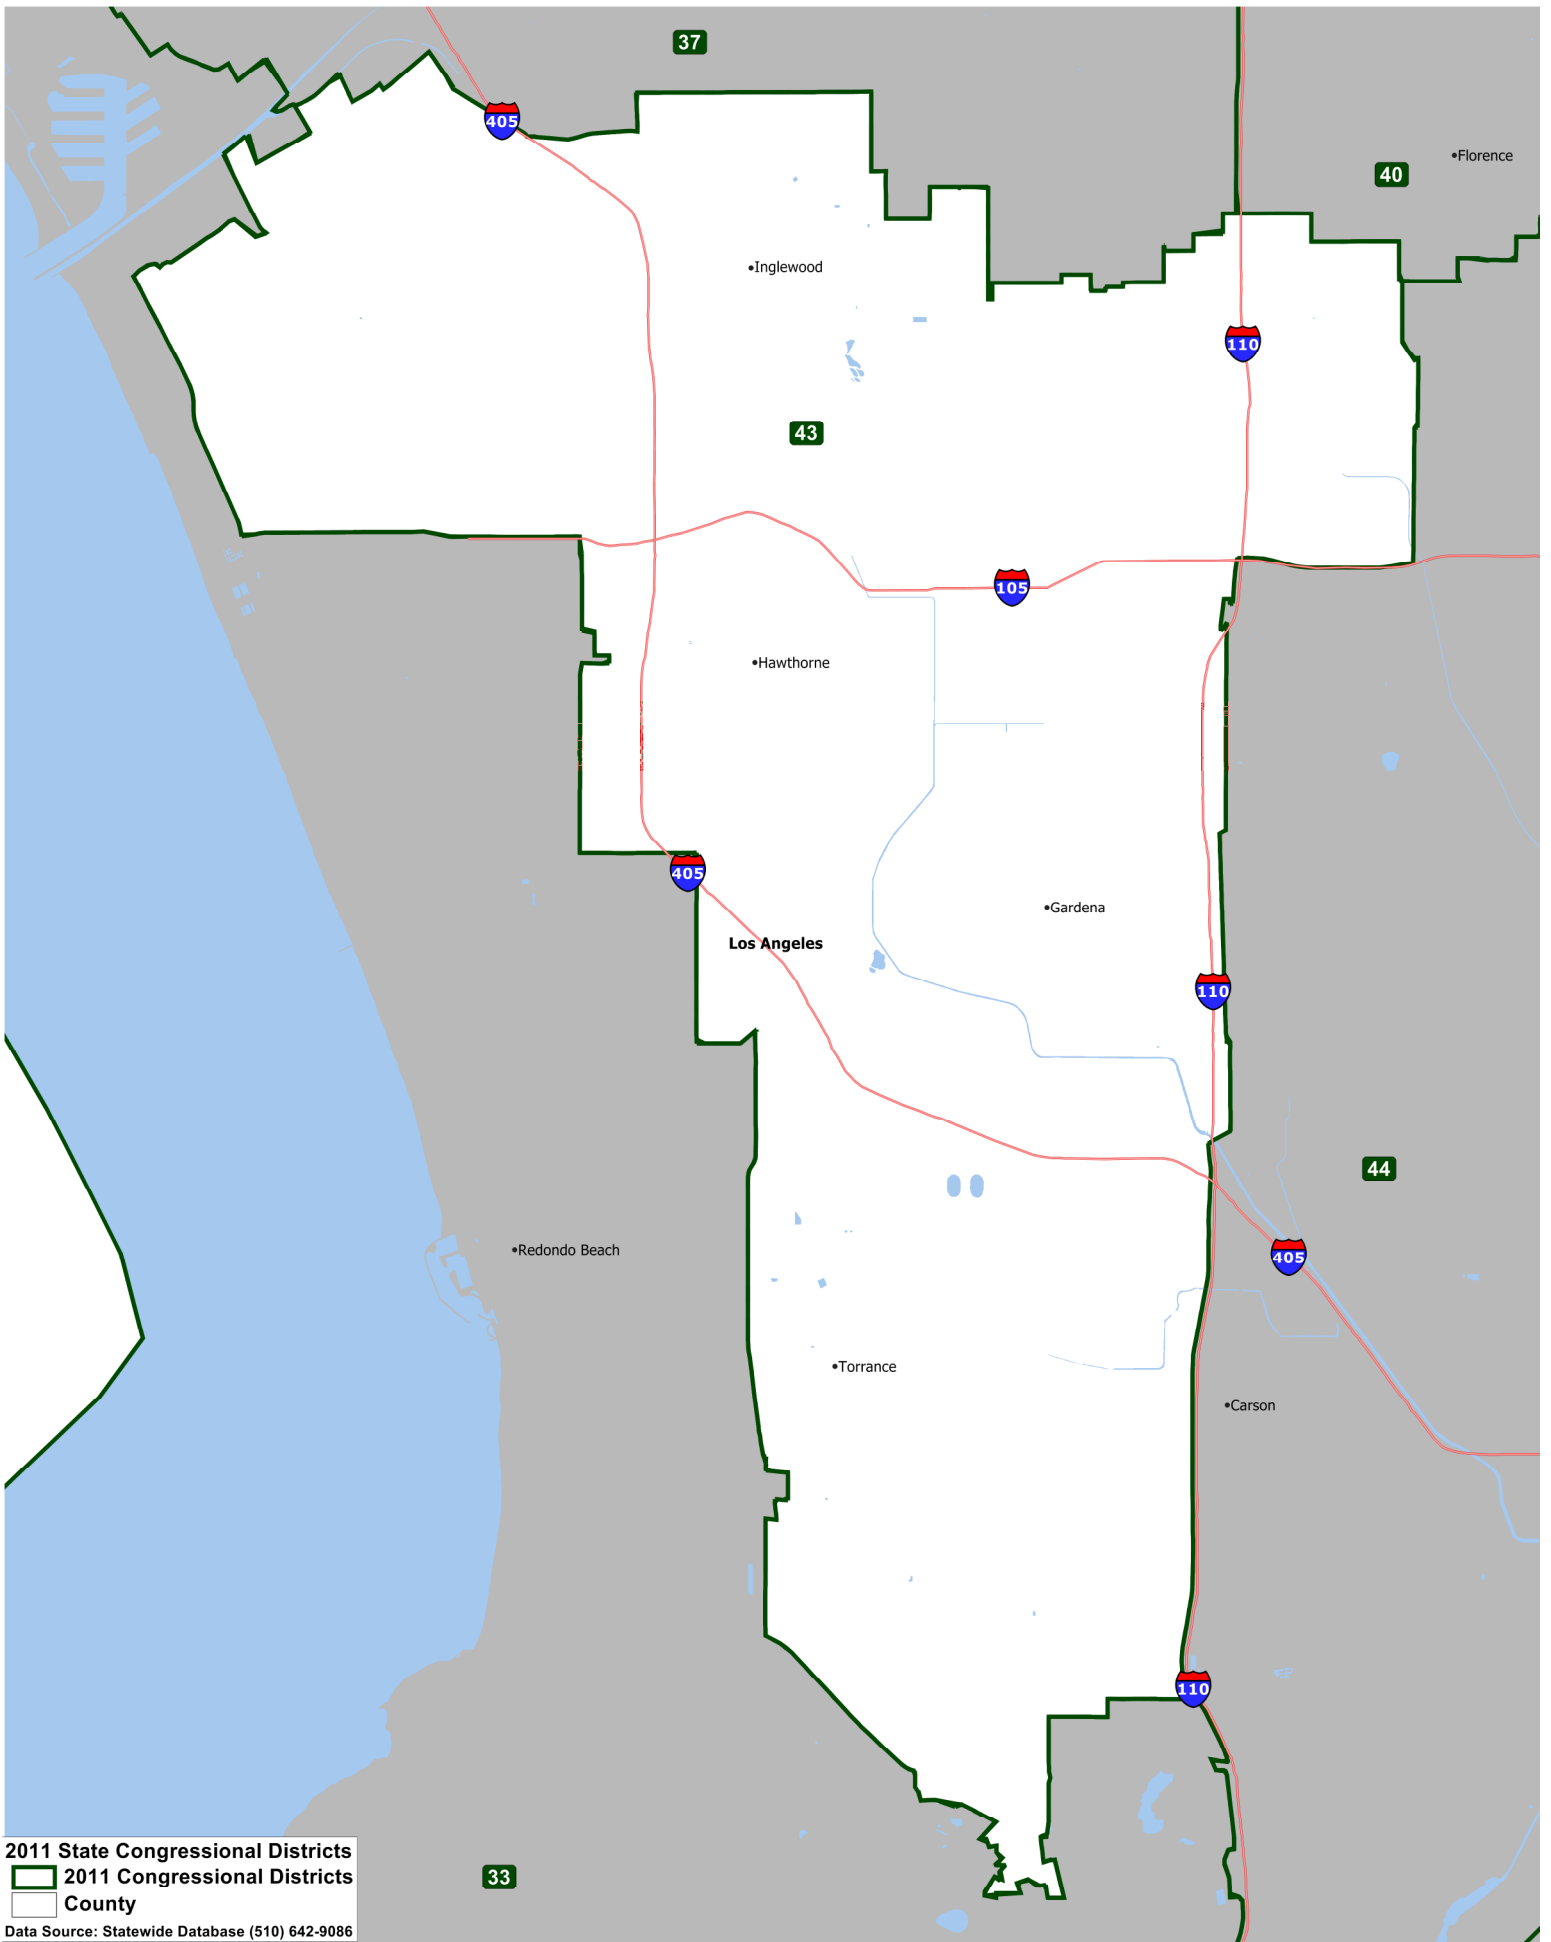 37
405
Florence
40
Inglewood
110
43
105
Hawthorne
405
Gardena
Los Angeles
110
44
Redondo Beach
405
Torrance
Carson
110
33
2011 State Congressional Districts
2011 Congressional Districts
County
Data Source: Statewide Database (510) 642-9086